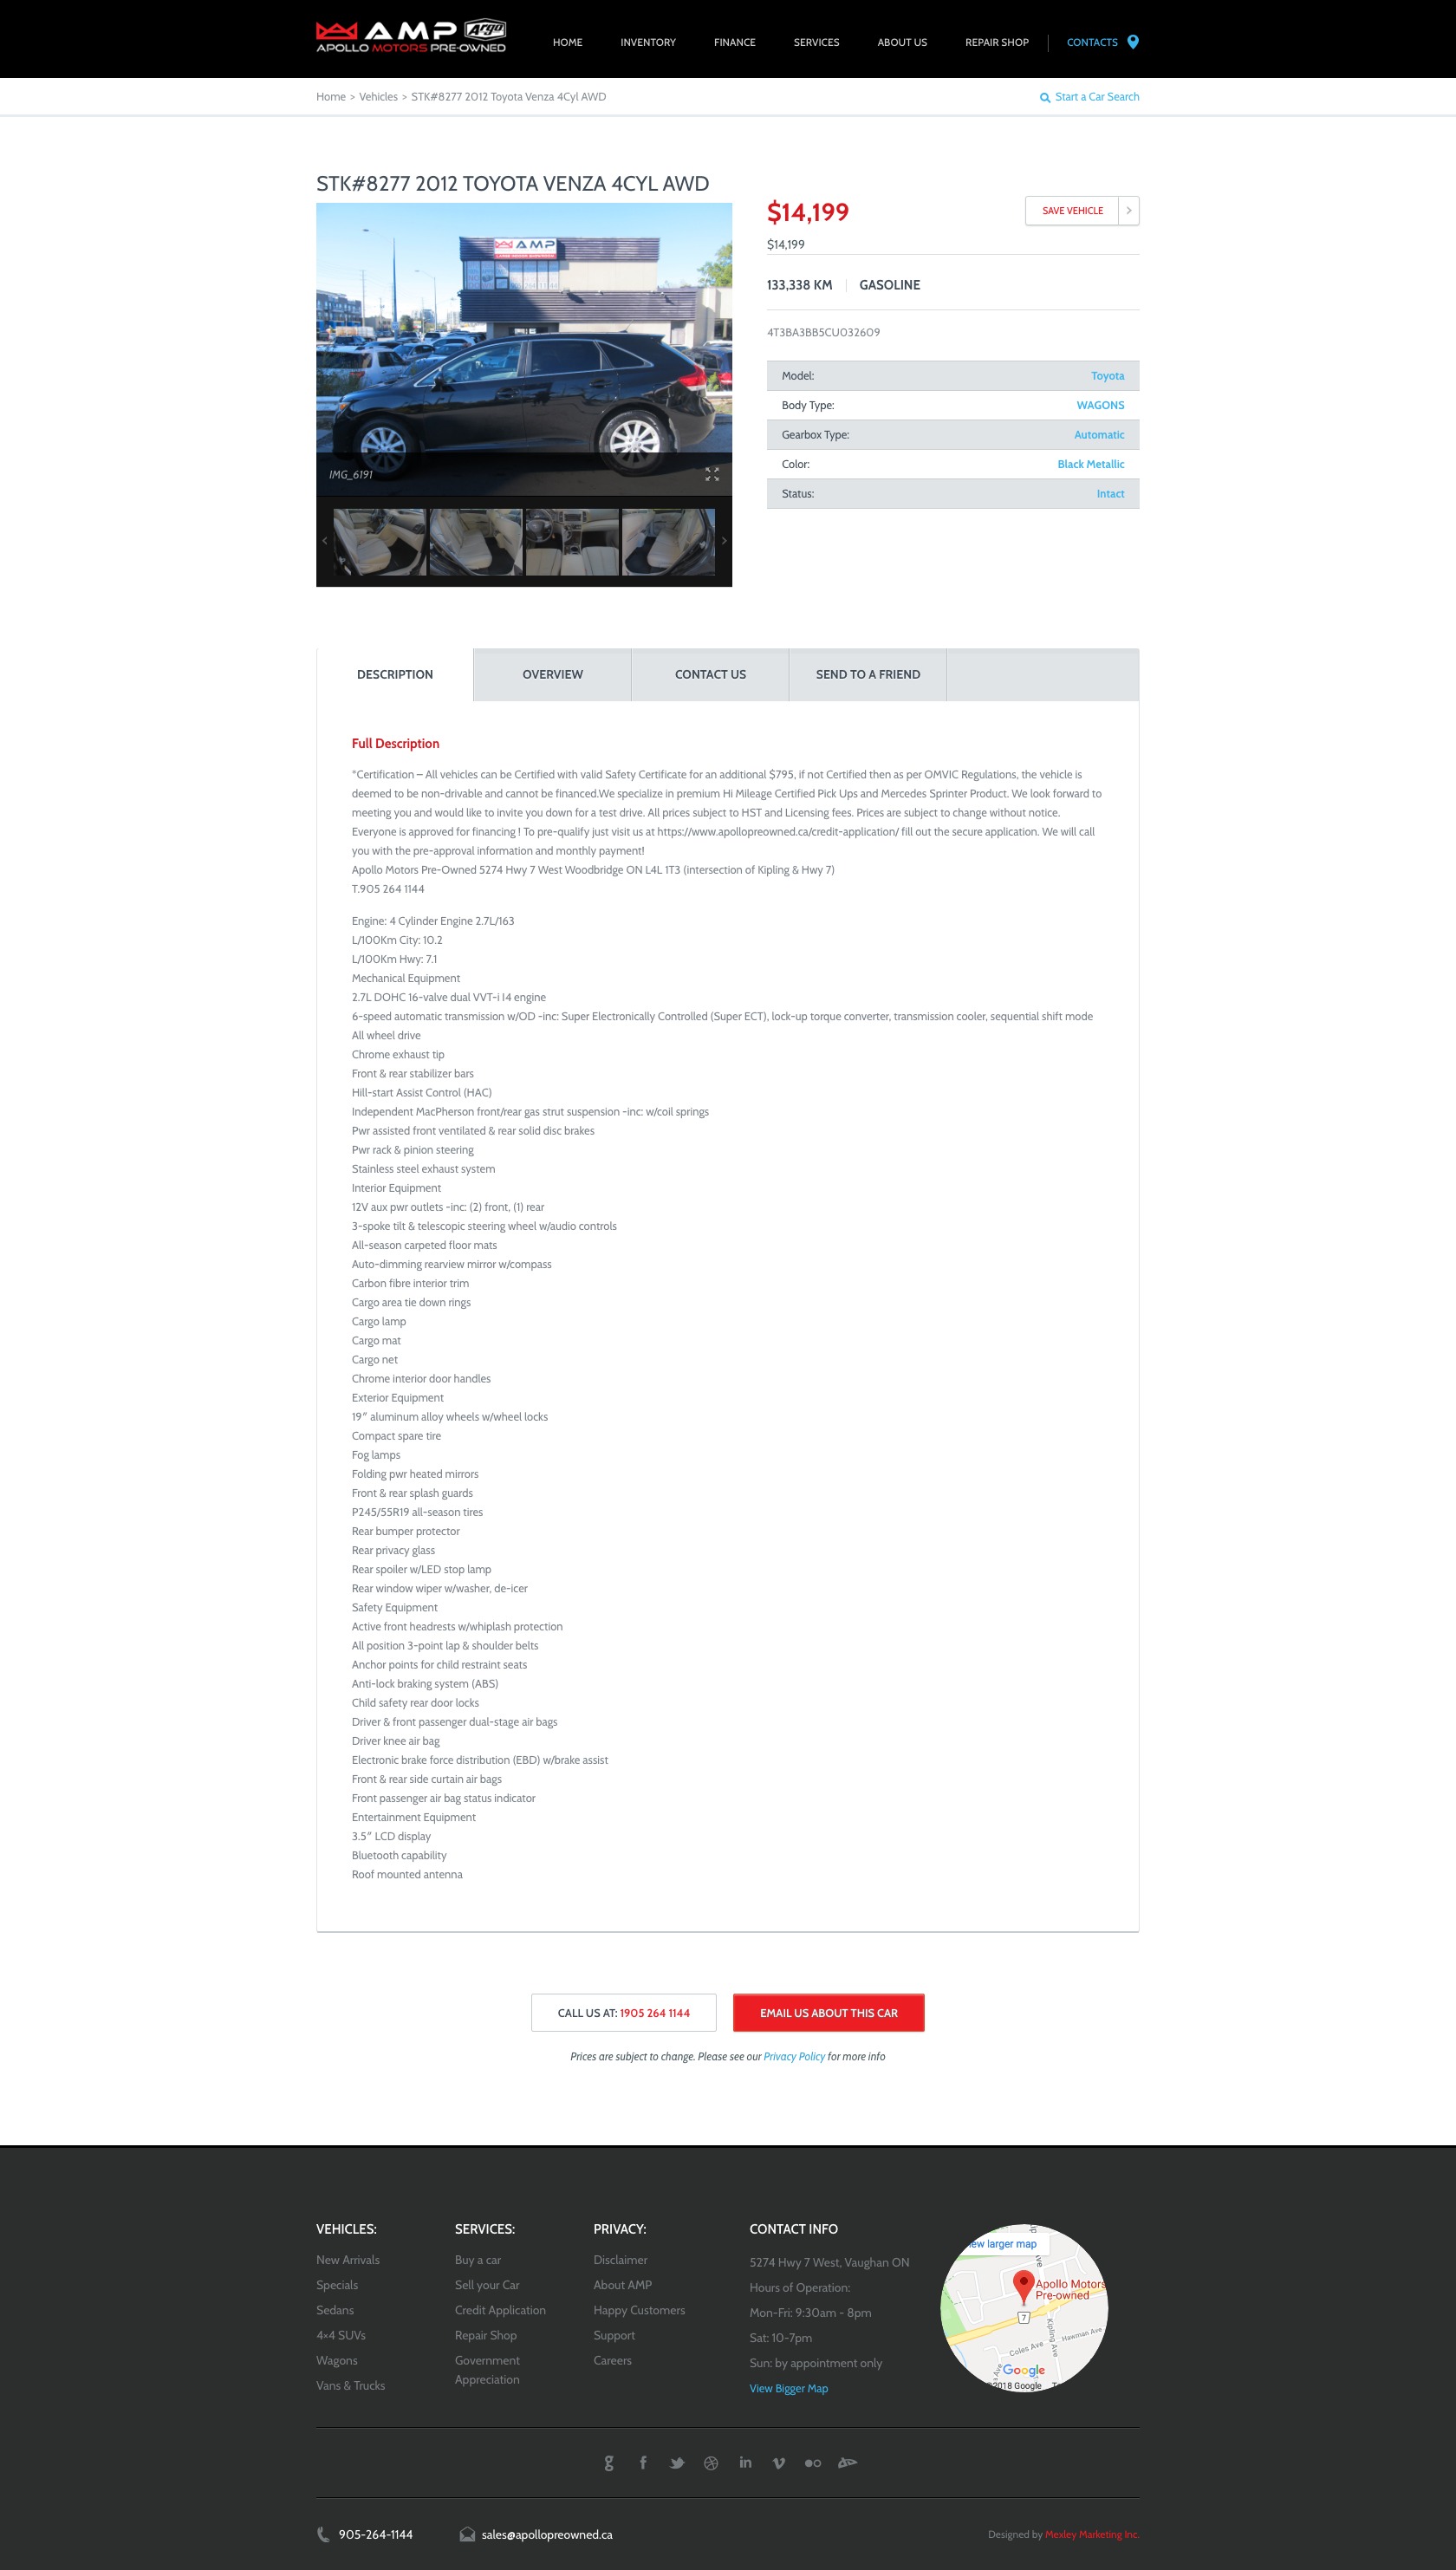 AMP Argo
APOLLO MOTORS PRE-OWNED
HOME INVENTORY FINANCE SERVICES ABOUT US REPAIR SHOP CONTACTS
Home > Vehicles > STK#8277 2012 Toyota Venza 4Cyl AWD
Start a Car Search
STK#8277 2012 TOYOTA VENZA 4CYL AWD
AMP
IMG_6191
$14,199
SAVE VEHICLE
$14,199
133,338 KM GASOLINE
4T3BA3BB5CU032609
Model: Toyota
Body Type: WAGONS
Gearbox Type: Automatic
Color: Black Metallic
Status: Intact
DESCRIPTION OVERVIEW CONTACT US SEND TO A FRIEND
Full Description
"Certification – All vehicles can be Certified with valid Safety Certificate for an additional $795, if not Certified then as per OMVIC Regulations, the vehicle is
deemed to be non-drivable and cannot be financed.We specialize in premium Hi Mileage Certified Pick Ups and Mercedes Sprinter Product. We look forward to
meeting you and would like to invite you down for a test drive. All prices subject to HST and Licensing fees. Prices are subject to change without notice.
Everyone is approved for financing ! To pre-qualify just visit us at https://www.apollopreowned.ca/credit-application/ fill out the secure application. We will call
you with the pre-approval information and monthly payment!
Apollo Motors Pre-Owned 5274 Hwy 7 West Woodbridge ON L4L 1T3 (intersection of Kipling & Hwy 7)
T.905 264 1144
Engine: 4 Cylinder Engine 2.7L/163
L/100Km City: 10.2
L/100Km Hwy: 7.1
Mechanical Equipment
2.7L DOHC 16-valve dual VVT-i I4 engine
6-speed automatic transmission w/OD -inc: Super Electronically Controlled (Super ECT), lock-up torque converter, transmission cooler, sequential shift mode
All wheel drive
Chrome exhaust tip
Front & rear stabilizer bars
Hill-start Assist Control (HAC)
Independent MacPherson front/rear gas strut suspension -inc: w/coil springs
Pwr assisted front ventilated & rear solid disc brakes
Pwr rack & pinion steering
Stainless steel exhaust system
Interior Equipment
12V aux pwr outlets -inc: (2) front, (1) rear
3-spoke tilt & telescopic steering wheel w/audio controls
All-season carpeted floor mats
Auto-dimming rearview mirror w/compass
Carbon fibre interior trim
Cargo area tie down rings
Cargo lamp
Cargo mat
Cargo net
Chrome interior door handles
Exterior Equipment
19″ aluminum alloy wheels w/wheel locks
Compact spare tire
Fog lamps
Folding pwr heated mirrors
Front & rear splash guards
P245/55R19 all-season tires
Rear bumper protector
Rear privacy glass
Rear spoiler w/LED stop lamp
Rear window wiper w/washer, de-icer
Safety Equipment
Active front headrests w/whiplash protection
All position 3-point lap & shoulder belts
Anchor points for child restraint seats
Anti-lock braking system (ABS)
Child safety rear door locks
Driver & front passenger dual-stage air bags
Driver knee air bag
Electronic brake force distribution (EBD) w/brake assist
Front & rear side curtain air bags
Front passenger air bag status indicator
Entertainment Equipment
3.5″ LCD display
Bluetooth capability
Roof mounted antenna
CALL US AT: 1905 264 1144
EMAIL US ABOUT THIS CAR
Prices are subject to change. Please see our Privacy Policy for more info
VEHICLES:
New Arrivals
Specials
Sedans
4×4 SUVs
Wagons
Vans & Trucks
SERVICES:
Buy a car
Sell your Car
Credit Application
Repair Shop
Government
Appreciation
PRIVACY:
Disclaimer
About AMP
Happy Customers
Support
Careers
CONTACT INFO
5274 Hwy 7 West, Vaughan ON
Hours of Operation:
Mon-Fri: 9:30am - 8pm
Sat: 10-7pm
Sun: by appointment only
View Bigger Map
larger map
Apollo Motors
Pre-owned
7
Kipling Ave
Hawman Ave
Coles Ave
Google
2018 Google
905-264-1144
sales@apollopreowned.ca
Designed by Mexley Marketing Inc.